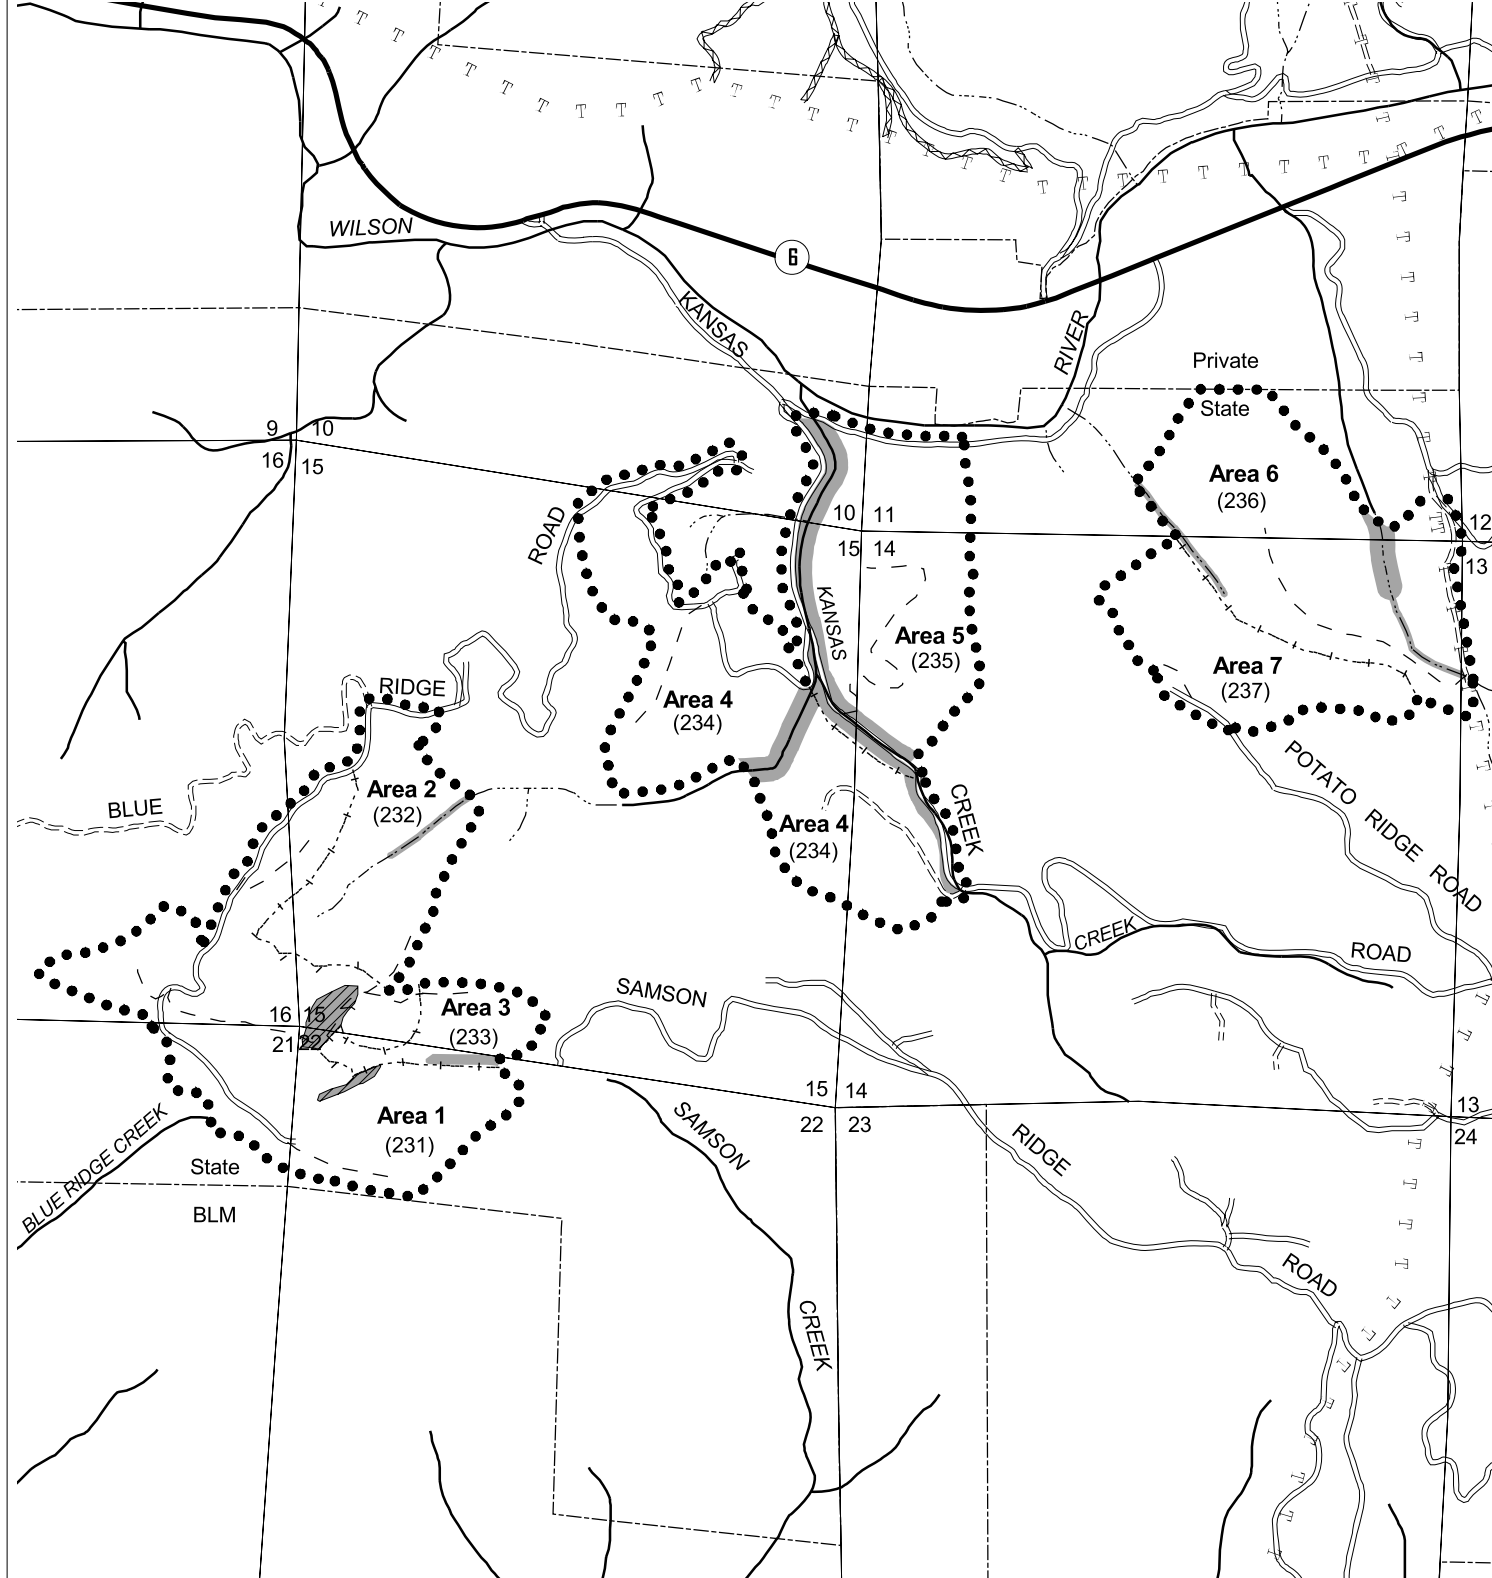 WILSON
6
KANSAS
RIVER
Private
State
9 10
16 15
Area 6
(236)
10 11
15 14
12
13
ROAD
KANSAS
Area 5
(235)
Area 7
(237)
RIDGE
Area 4
(234)
BLUE
Area 2
(232)
POTATO RIDGE ROAD
CREEK
Area 4
(234)
CREEK
ROAD
SAMSON
Area 3
(233)
16 15
21 22
15 14
22 23
13
24
Area 1
(231)
SAMSON
RIDGE
BLUE RIDGE CREEK
State
BLM
ROAD
CREEK